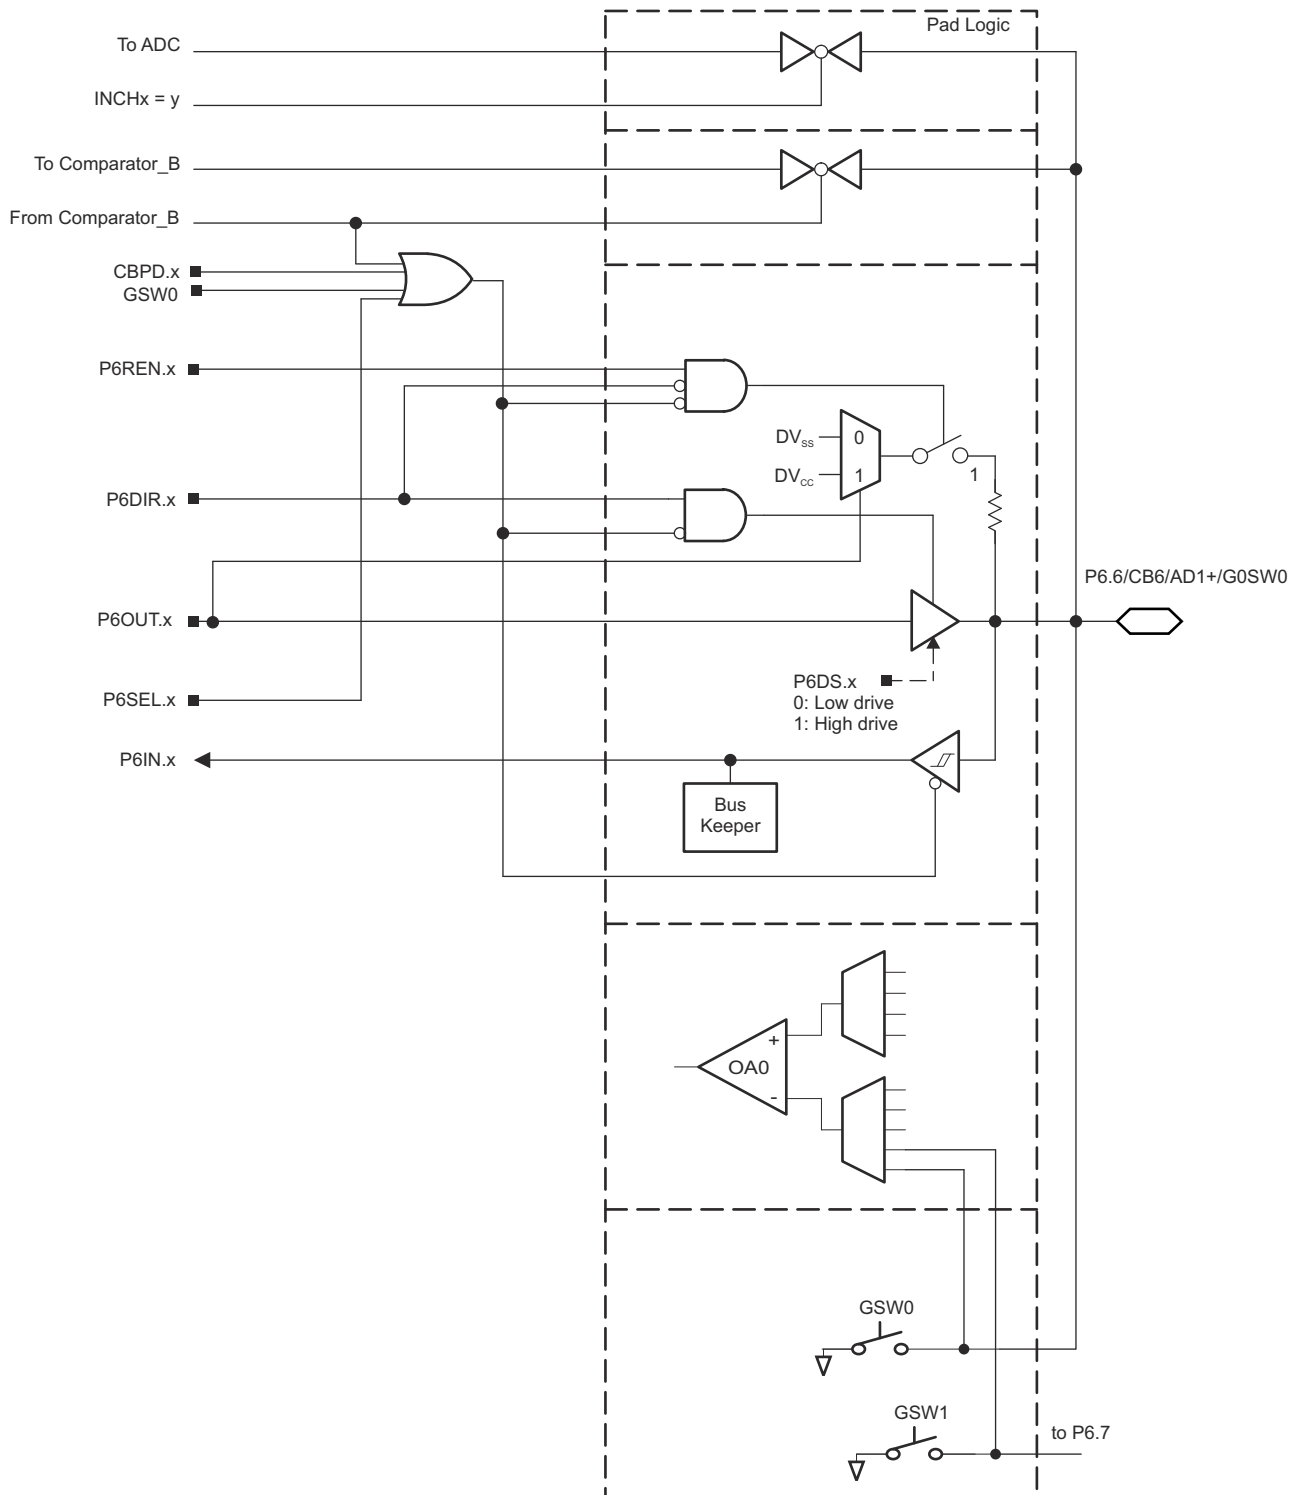 Pad Logic
To ADC
INCHx = y
To Comparator_B
From Comparator_B
CBPD.x
GSW0
P6REN.x
DVSS
0
DVCC
1
1
P6DIR.x
P6.6/CB6/AD1+/G0SW0
P6OUT.x
P6DS.x
0: Low drive
1: High drive
P6SEL.x
P6IN.x
Bus
Keeper
+
OA0
-
GSW0
GSW1
to P6.7